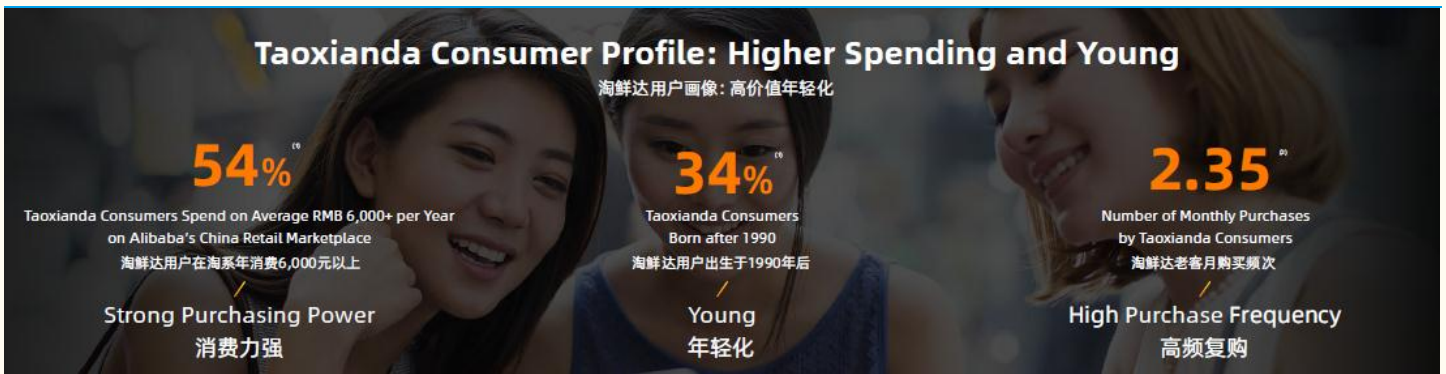 Taoxianda Consumer Profile: Higher Spending and Young
淘鲜达用户画像：高价值年轻化
54% (1)
Taoxianda Consumers Spend on Average RMB 6,000+ per Year
on Alibaba's China Retail Marketplace
淘鲜达用户在淘系年消费6,000元以上
Strong Purchasing Power
消费力强
34% (1)
Taoxianda Consumers
Born after 1990
淘鲜达用户出生于1990年后
Young
年轻化
2.35 (2)
Number of Monthly Purchases
by Taoxianda Consumers
淘鲜达老客月购买频次
High Purchase Frequency
高频复购